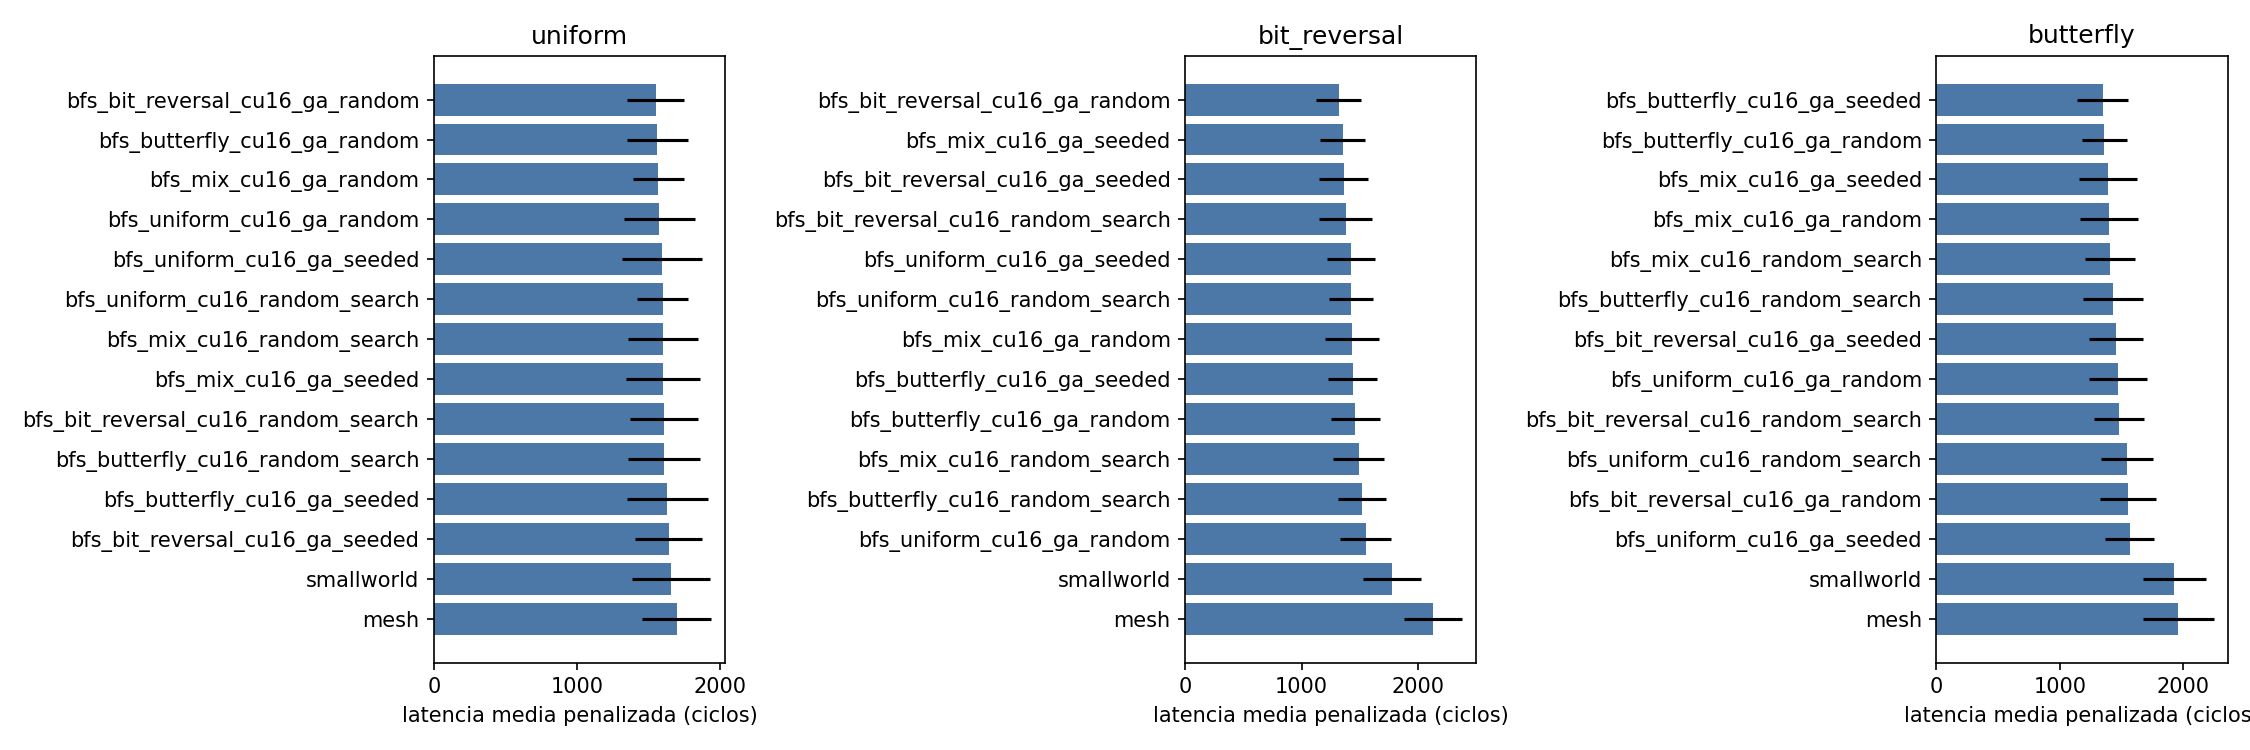 uniform
bfs_bit_reversal_cu16_ga_random
bfs_butterfly_cu16_ga_random
bfs_mix_cu16_ga_random
bfs_uniform_cu16_ga_random
bfs_uniform_cu16_ga_seeded
bfs_uniform_cu16_random_search
bfs_mix_cu16_random_search
bfs_mix_cu16_ga_seeded
bfs_bit_reversal_cu16_random_search
bfs_butterfly_cu16_random_search
bfs_butterfly_cu16_ga_seeded
bfs_bit_reversal_cu16_ga_seeded
smallworld
mesh
0 1000 2000
latencia media penalizada (ciclos)
bit_reversal
bfs_bit_reversal_cu16_ga_random
bfs_mix_cu16_ga_seeded
bfs_bit_reversal_cu16_ga_seeded
bfs_bit_reversal_cu16_random_search
bfs_uniform_cu16_ga_seeded
bfs_uniform_cu16_random_search
bfs_mix_cu16_ga_random
bfs_butterfly_cu16_ga_seeded
bfs_butterfly_cu16_ga_random
bfs_mix_cu16_random_search
bfs_butterfly_cu16_random_search
bfs_uniform_cu16_ga_random
smallworld
mesh
0 1000 2000
latencia media penalizada (ciclos)
butterfly
bfs_butterfly_cu16_ga_seeded
bfs_butterfly_cu16_ga_random
bfs_mix_cu16_ga_seeded
bfs_mix_cu16_ga_random
bfs_mix_cu16_random_search
bfs_butterfly_cu16_random_search
bfs_bit_reversal_cu16_ga_seeded
bfs_uniform_cu16_ga_random
bfs_bit_reversal_cu16_random_search
bfs_uniform_cu16_random_search
bfs_bit_reversal_cu16_ga_random
bfs_uniform_cu16_ga_seeded
smallworld
mesh
0 1000 2000
latencia media penalizada (ciclos